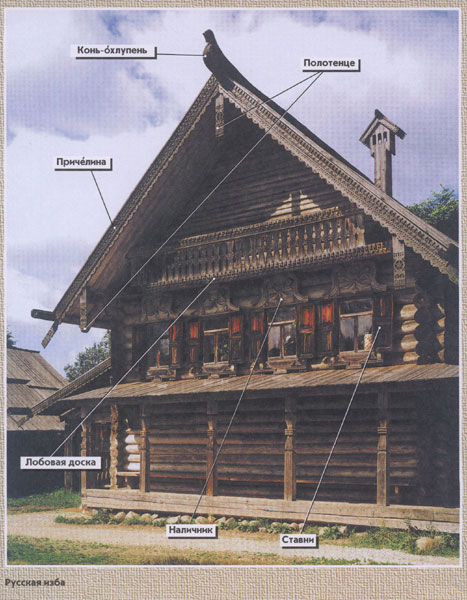 Конь-о́хлупень
Полотенце
Приче́лина
Лобовая доска
Наличник
Ставни
Русская изба